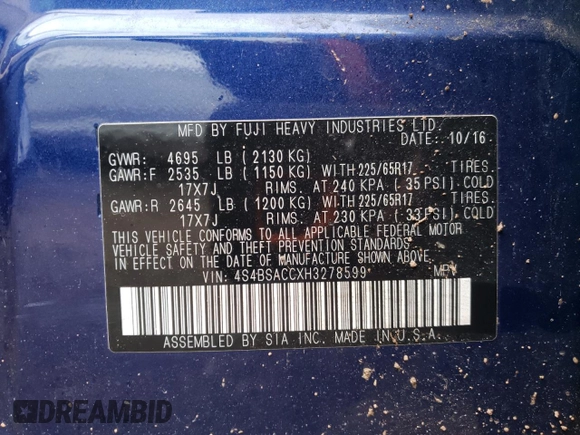 MFD BY FUJI HEAVY INDUSTRIES LTD.
DATE: 10/16
GVWR: 4695 LB (2130 KG)
GAWR:F 2535 LB (1150 KG) WITH 225/65R17 TIRES
17X7J RIMS. AT 240 KPA (35 PSI) COLD
GAWR:R 2645 LB (1200 KG) WITH 225/65R17 TIRES.
17X7J RIMS. AT 230 KPA (33 PSI) COLD
THIS VEHICLE CONFORMS TO ALL APPLICABLE FEDERAL MOTOR
VEHICLE SAFETY AND THEFT PREVENTION STANDARDS
IN EFFECT ON THE DATE OF MANUFACTURE SHOWN ABOVE.
VIN: 4S4BSACCXH3278599* MPV
ASSEMBLED BY SIA INC. MADE IN U.S.A.
DREAMBID